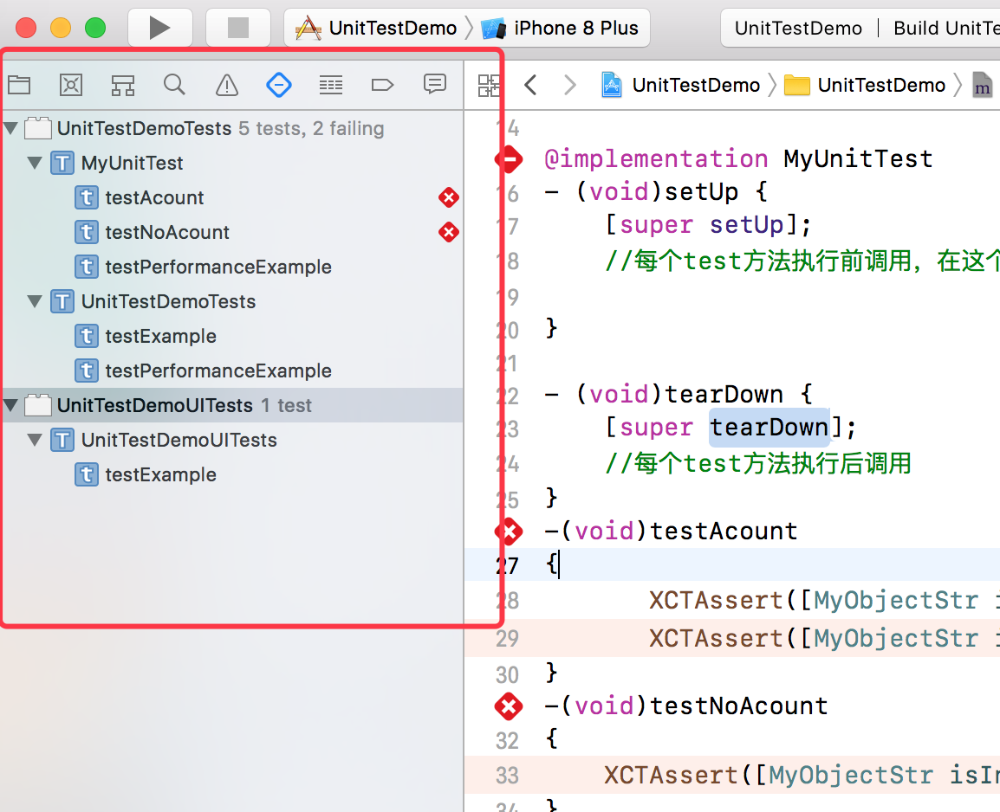 UnitTestDemo iPhone 8 Plus UnitTestDemo Build UnitTe
UnitTestDemo UnitTestDemo m
UnitTestDemoTests 5 tests, 2 failing
T MyUnitTest
t testAcount
t testNoAcount
t testPerformanceExample
T UnitTestDemoTests
t testExample
t testPerformanceExample
UnitTestDemoUITests 1 test
T UnitTestDemoUITests
t testExample
14
@implementation MyUnitTest
16 - (void)setUp {
17 [super setUp];
18 //每个test方法执行前调用，在这个
19
20 }
21
22 - (void)tearDown {
23 [super tearDown];
24 //每个test方法执行后调用
25 }
-(void)testAcount
27 {
28 XCTAssert([MyObjectStr i
29 XCTAssert([MyObjectStr i
30 }
-(void)testNoAcount
32 {
33 XCTAssert([MyObjectStr isIn
34 }